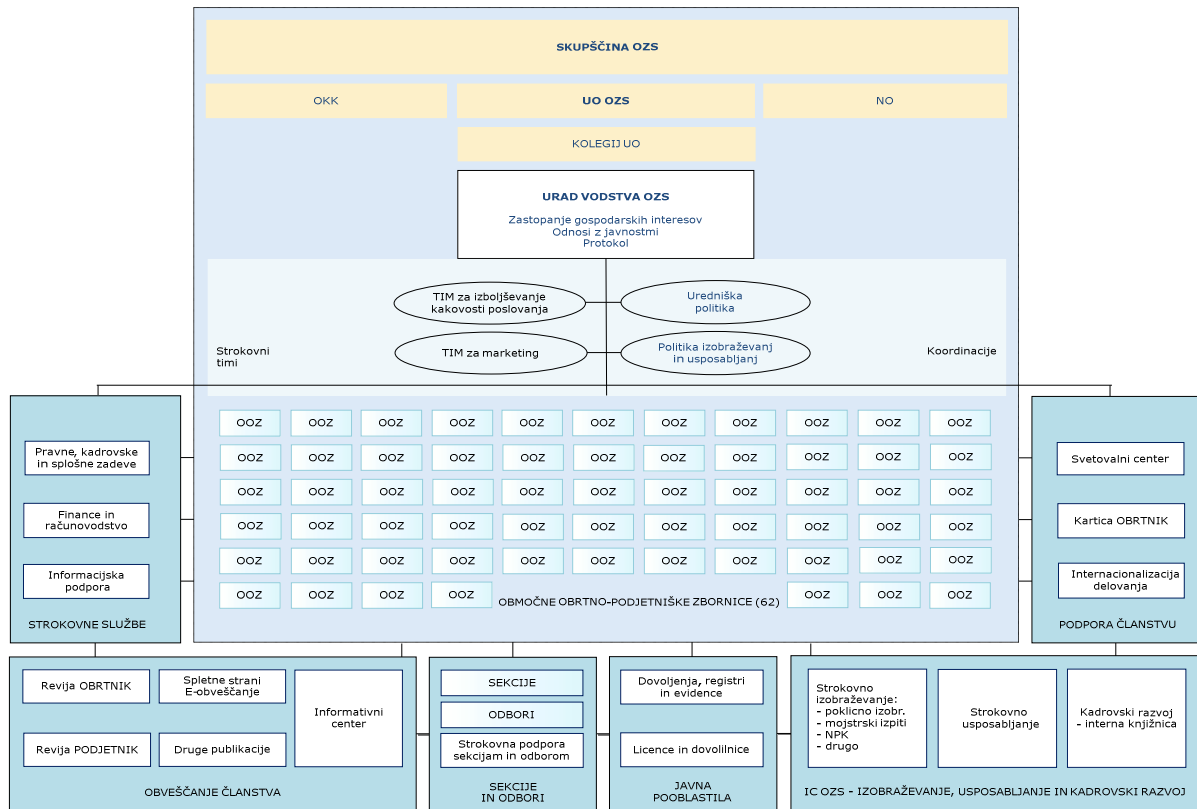 SKUPŠČINA OZS
OKK
UO OZS
NO
KOLEGIJ UO
URAD VODSTVA OZS
Zastopanje gospodarskih interesov
Odnosi z javnostmi
Protokol
TIM za izboljševanje
kakovosti poslovanja
Uredniška
politika
Strokovni
timi
TIM za marketing
Politika izobraževanj
in usposabljanj
Koordinacije
OOZ OOZ OOZ OOZ OOZ OOZ OOZ OOZ OOZ OOZ OOZ
OOZ OOZ OOZ OOZ OOZ OOZ OOZ OOZ OOZ OOZ OOZ
OOZ OOZ OOZ OOZ OOZ OOZ OOZ OOZ OOZ OOZ OOZ
OOZ OOZ OOZ OOZ OOZ OOZ OOZ OOZ OOZ OOZ OOZ
OOZ OOZ OOZ OOZ OOZ OOZ OOZ OOZ OOZ OOZ OOZ
OOZ OOZ OOZ OOZ OBMOČNE OBRTNO-PODJETNIŠKE ZBORNICE (62) OOZ OOZ OOZ
Pravne, kadrovske
in splošne zadeve
Finance in
računovodstvo
Informacijska
podpora
STROKOVNE SLUŽBE
Svetovalni center
Kartica OBRTNIK
Internacionalizacija
delovanja
PODPORA ČLANSTVU
Revija OBRTNIK
Spletne strani
E-obveščanje
Informativni
center
Revija PODJETNIK
Druge publikacije
OBVEŠČANJE ČLANSTVA
SEKCIJE
ODBORI
Strokovna podpora
sekcijam in odborom
SEKCIJE
IN ODBORI
Dovoljenja, registri
in evidence
Licence in dovolilnice
JAVNA
POOBLASTILA
Strokovno
izobraževanje:
- poklicno izobr.
- mojstrski izpiti
- NPK
- drugo
Strokovno
usposabljanje
Kadrovski razvoj
- interna knjižnica
IC OZS - IZOBRAŽEVANJE, USPOSABLJANJE IN KADROVSKI RAZVOJ